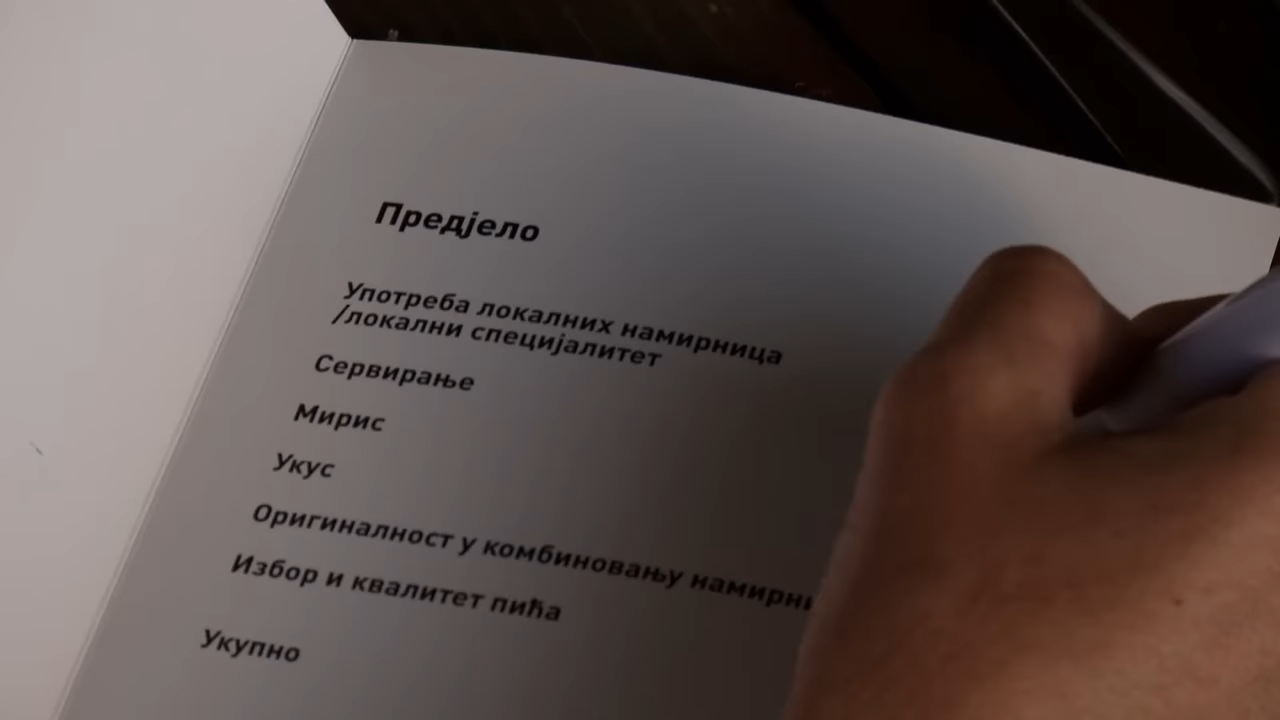 Предјело
Употреба локалних намирница
/локални специјалитет
Сервирање
Мирис
Укус
Оригиналност у комбиновању
Избор и квалитет пића
Укупно